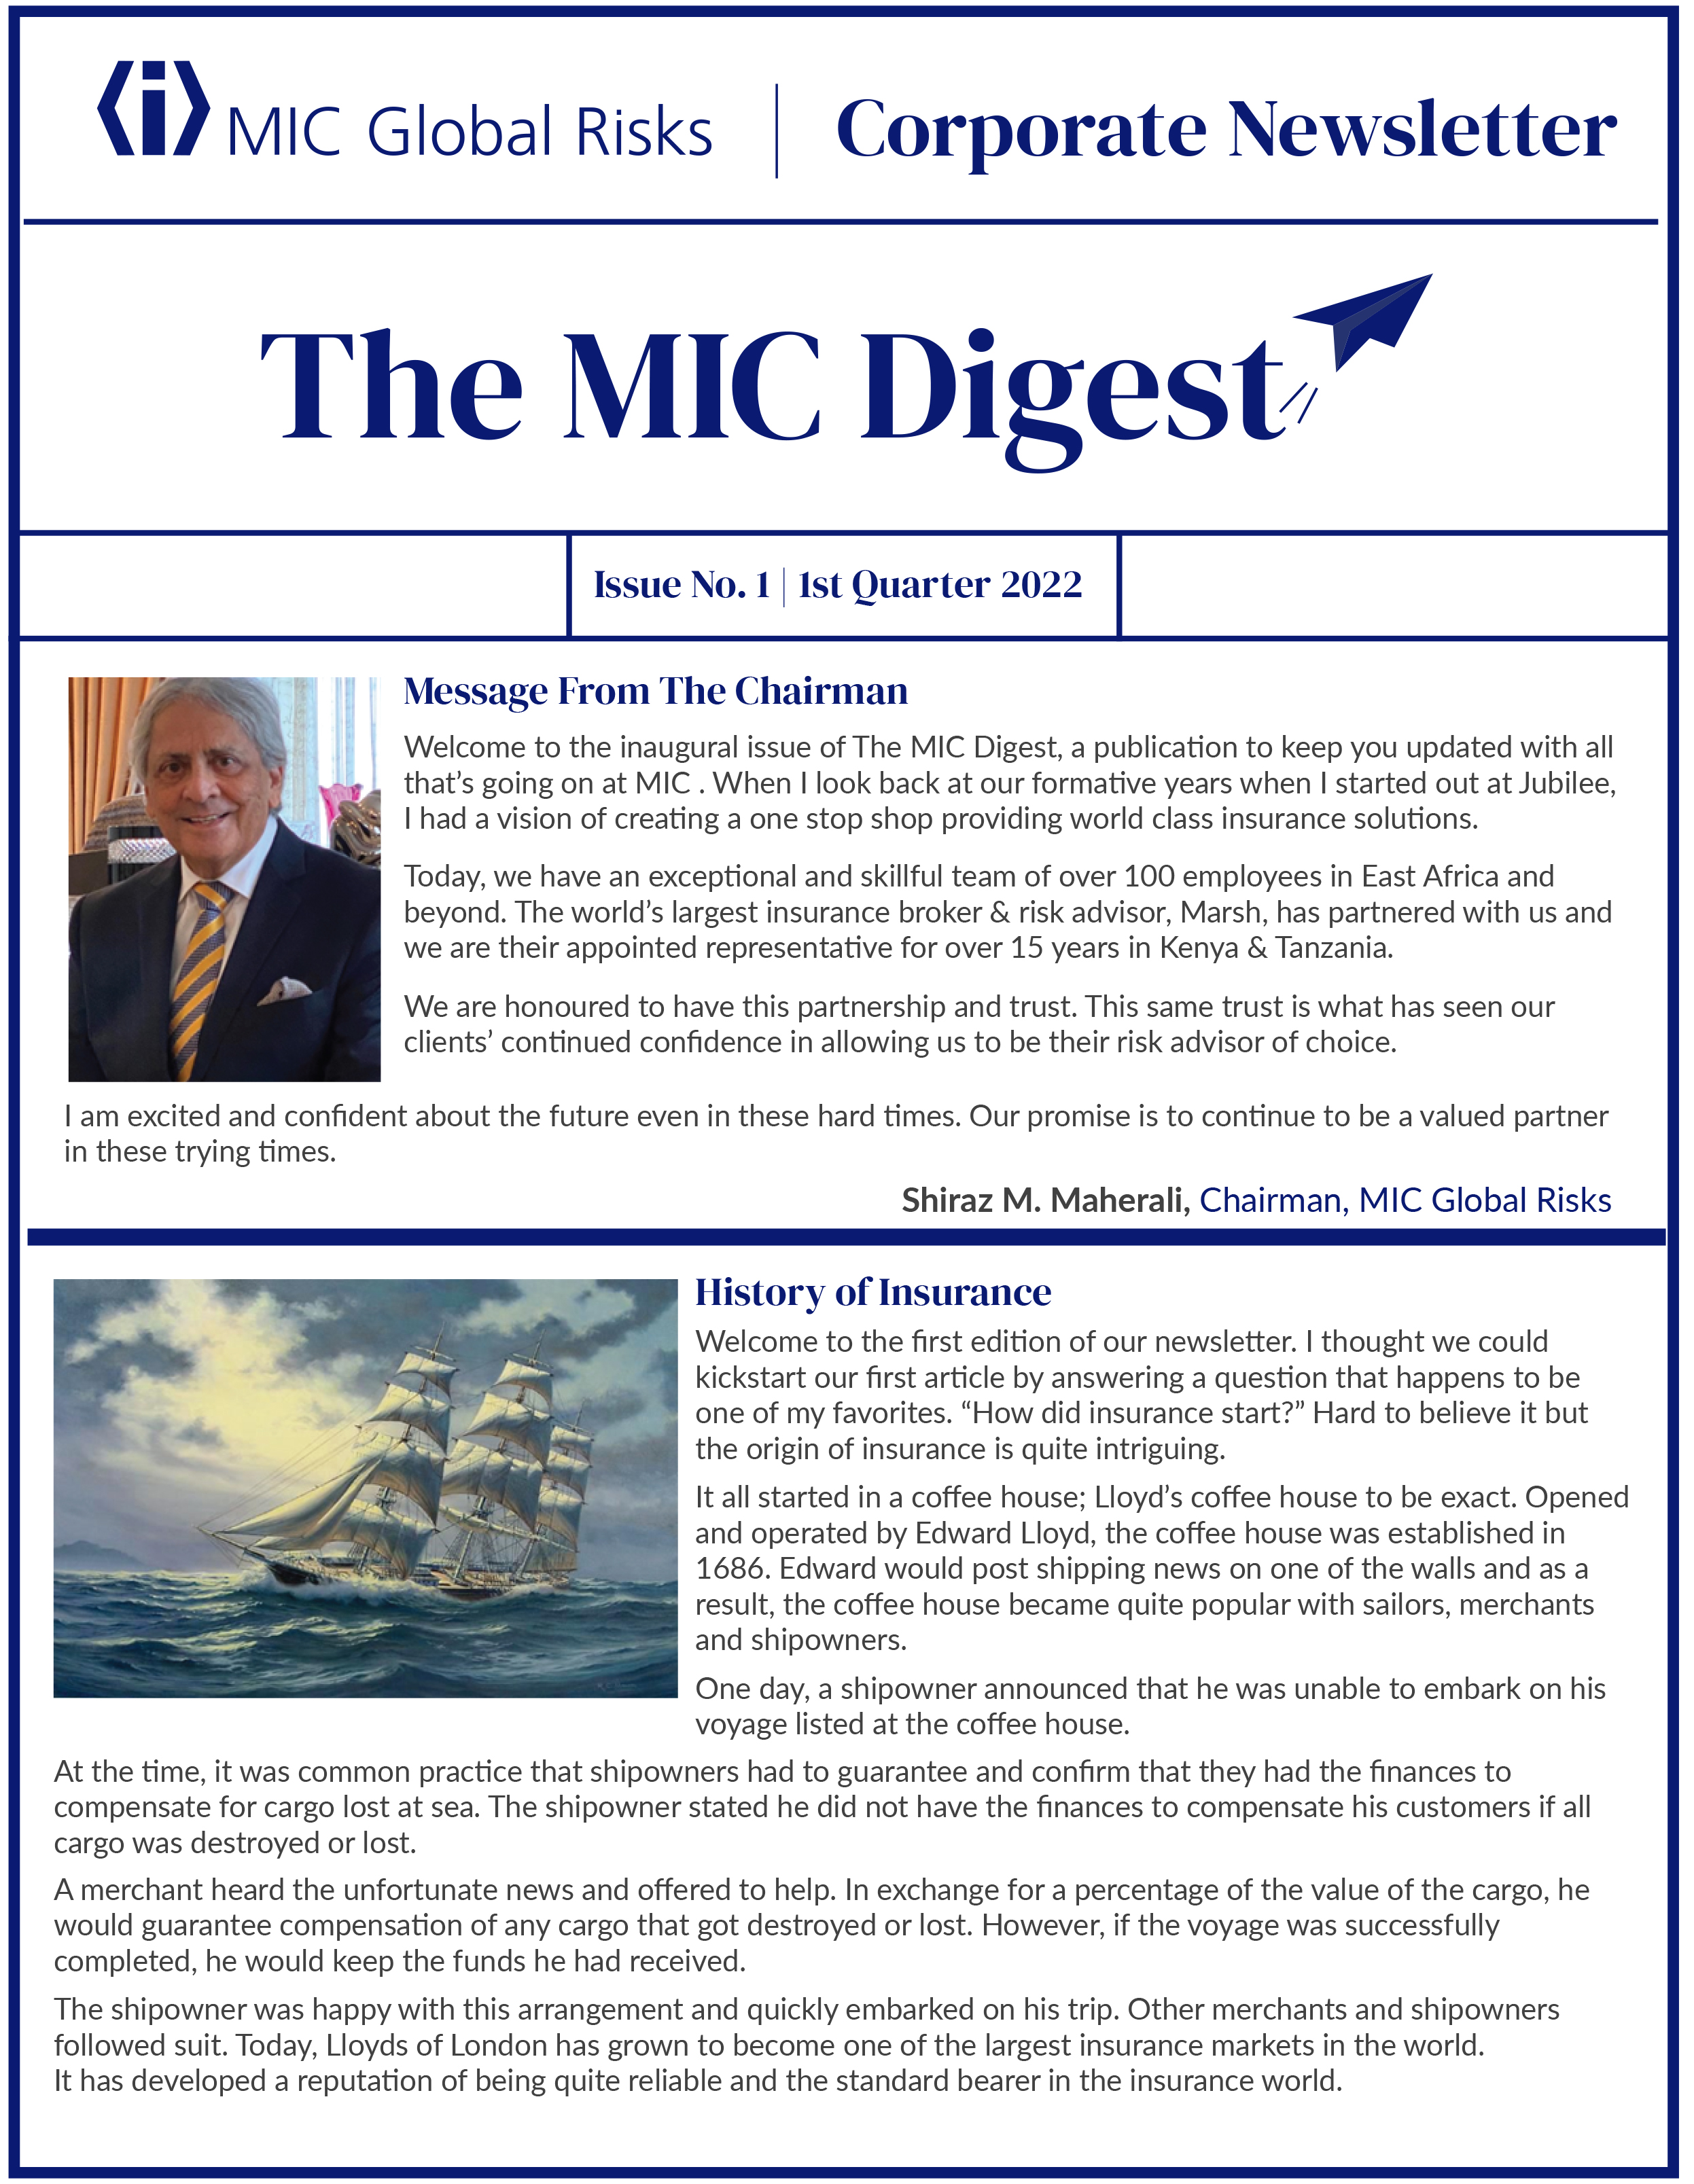 MIC Global Risks
Corporate Newsletter
The MIC Digest
Issue No. 1 | 1st Quarter 2022
Message From The Chairman
Welcome to the inaugural issue of The MIC Digest, a publication to keep you updated with all
that’s going on at MIC . When I look back at our formative years when I started out at Jubilee,
I had a vision of creating a one stop shop providing world class insurance solutions.
Today, we have an exceptional and skillful team of over 100 employees in East Africa and
beyond. The world’s largest insurance broker & risk advisor, Marsh, has partnered with us and
we are their appointed representative for over 15 years in Kenya & Tanzania.
We are honoured to have this partnership and trust. This same trust is what has seen our
clients’ continued confidence in allowing us to be their risk advisor of choice.
I am excited and confident about the future even in these hard times. Our promise is to continue to be a valued partner
in these trying times.
Shiraz M. Maherali, Chairman, MIC Global Risks
History of Insurance
Welcome to the first edition of our newsletter. I thought we could
kickstart our first article by answering a question that happens to be
one of my favorites. “How did insurance start?” Hard to believe it but
the origin of insurance is quite intriguing.
It all started in a coffee house; Lloyd’s coffee house to be exact. Opened
and operated by Edward Lloyd, the coffee house was established in
1686. Edward would post shipping news on one of the walls and as a
result, the coffee house became quite popular with sailors, merchants
and shipowners.
One day, a shipowner announced that he was unable to embark on his
voyage listed at the coffee house.
At the time, it was common practice that shipowners had to guarantee and confirm that they had the finances to
compensate for cargo lost at sea. The shipowner stated he did not have the finances to compensate his customers if all
cargo was destroyed or lost.
A merchant heard the unfortunate news and offered to help. In exchange for a percentage of the value of the cargo, he
would guarantee compensation of any cargo that got destroyed or lost. However, if the voyage was successfully
completed, he would keep the funds he had received.
The shipowner was happy with this arrangement and quickly embarked on his trip. Other merchants and shipowners
followed suit. Today, Lloyds of London has grown to become one of the largest insurance markets in the world.
It has developed a reputation of being quite reliable and the standard bearer in the insurance world.